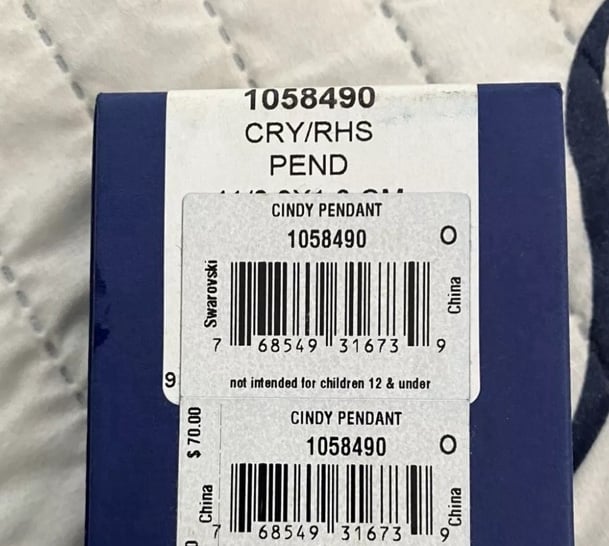 1058490
CRY/RHS
PEND
CINDY PENDANT
1058490
O
Swarovski
China
7 68549 31673 9
9
not intended for children 12 & under
$ 70.00
CINDY PENDANT
1058490
O
China
China
7 68549 31673 9